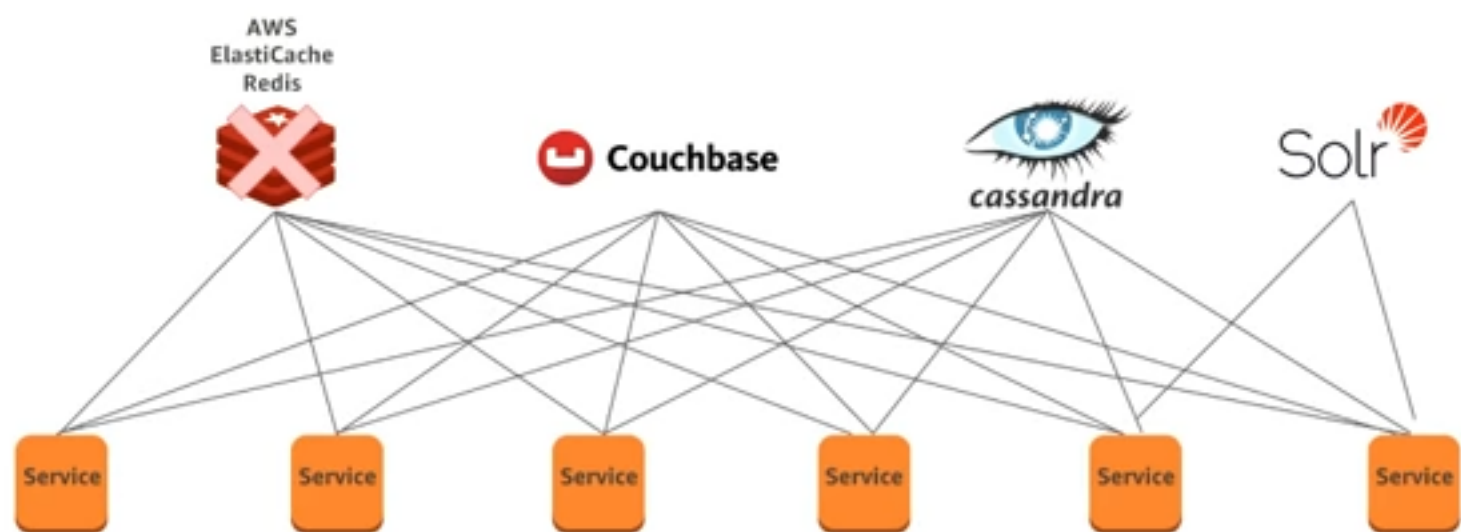 AWS
ElastiCache
Redis
Couchbase
cassandra
Solr
Service
Service
Service
Service
Service
Service